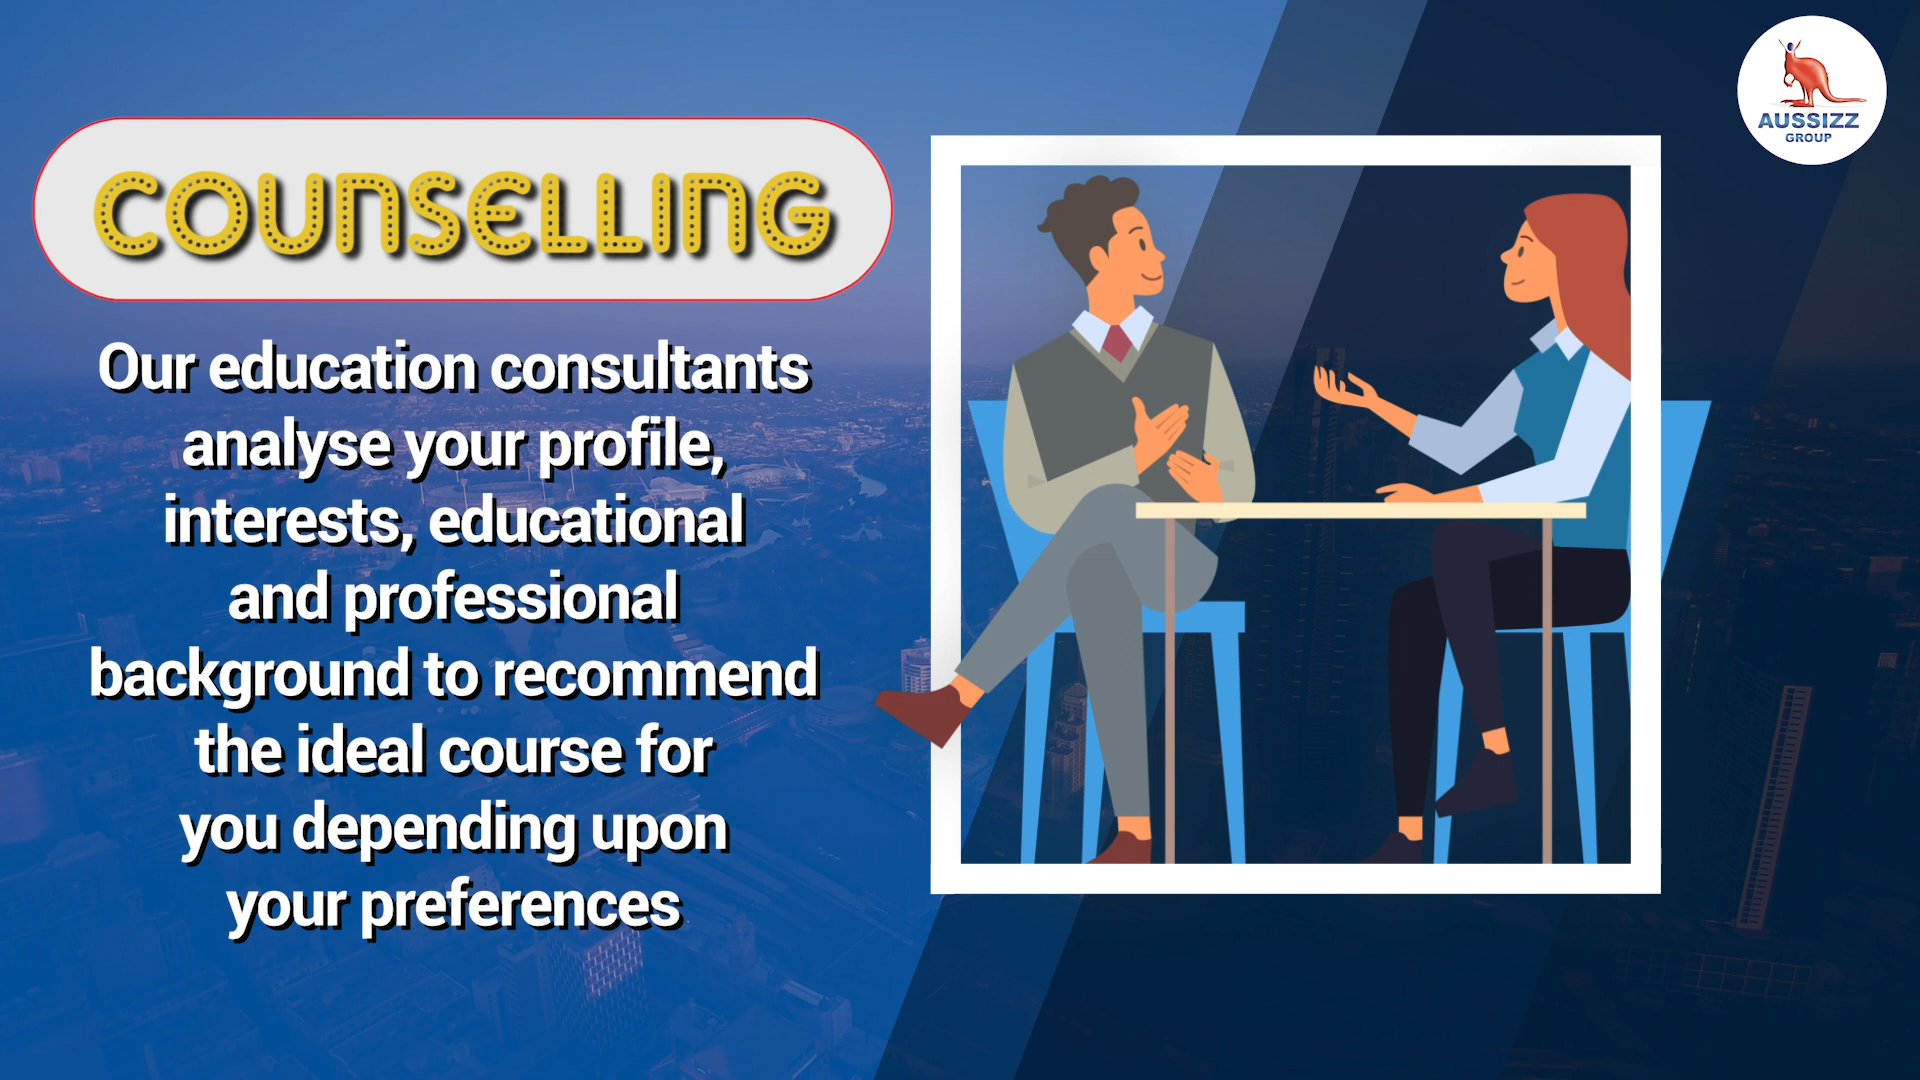 COUNSELLING
Our education consultants
analyse your profile,
interests, educational
and professional
background to recommend
the ideal course for
you depending upon
your preferences
AUSSIZZ
GROUP